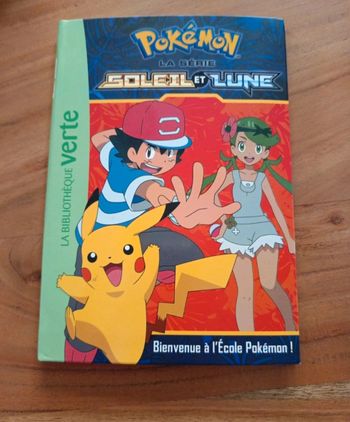 POKéMON
LA SÉRIE
SOLEIL ET LUNE
LA BIBLIOTHÈQUE verte
Bienvenue à l'École Pokémon !